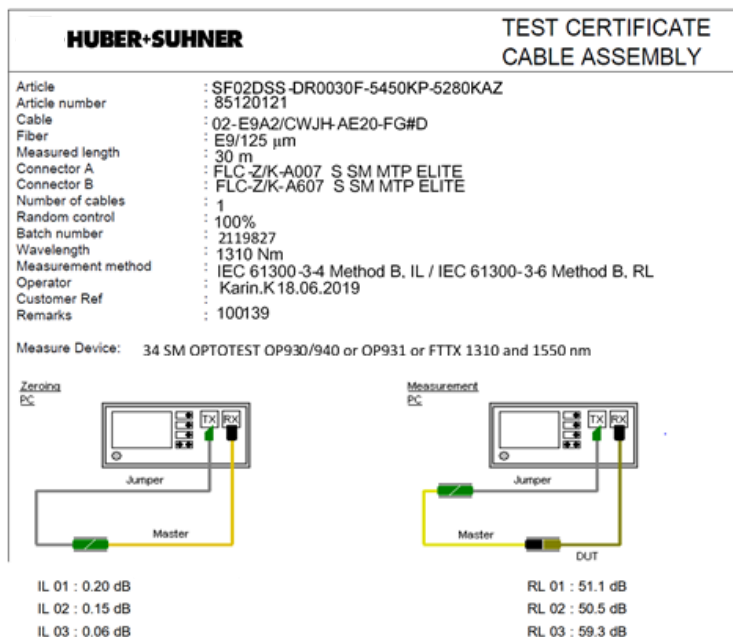 HUBER+SUHNER
TEST CERTIFICATE
CABLE ASSEMBLY
Article : SF02DSS-DR0030F-5450KP-5280KAZ
Article number : 85120121
Cable : 02-E9A2/CWJH-AE20-FG#D
Fiber : E9/125 µm
Measured length : 30 m
Connector A : FLC-Z/K-A007 S SM MTP ELITE
Connector B : FLC-Z/K-A607 S SM MTP ELITE
Number of cables : 1
Random control : 100%
Batch number : 2119827
Wavelength : 1310 Nm
Measurement method : IEC 61300-3-4 Method B, IL / IEC 61300-3-6 Method B, RL
Operator : Karin.K18.06.2019
Customer Ref :
Remarks : 100139
Measure Device: 34 SM OPTOTEST OP930/940 or OP931 or FTTX 1310 and 1550 nm
Zeroing
PC
TX RX
Jumper
Master
Measurement
PC
TX RX
Jumper
Master
DUT
IL 01 : 0.20 dB
IL 02 : 0.15 dB
IL 03 : 0.06 dB
RL 01 : 51.1 dB
RL 02 : 50.5 dB
RL 03 : 59.3 dB